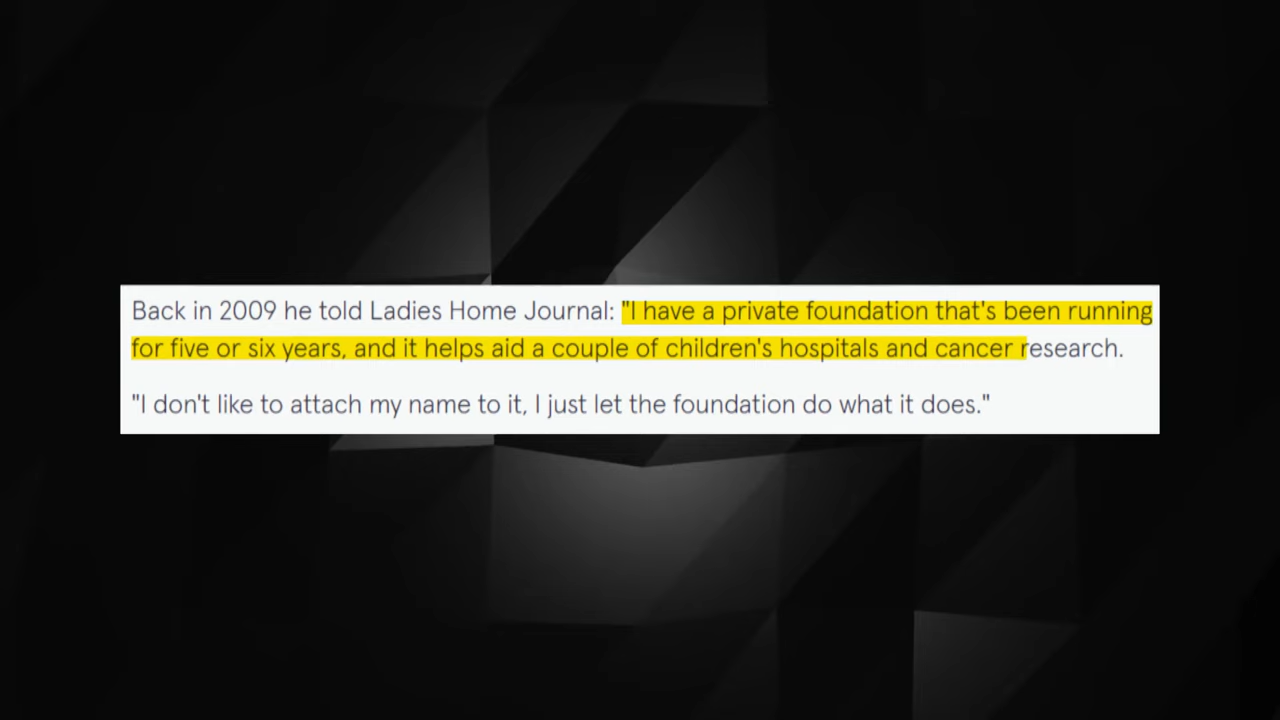 Back in 2009 he told Ladies Home Journal: "I have a private foundation that's been running
for five or six years, and it helps aid a couple of children's hospitals and cancer research.
"I don't like to attach my name to it, I just let the foundation do what it does."